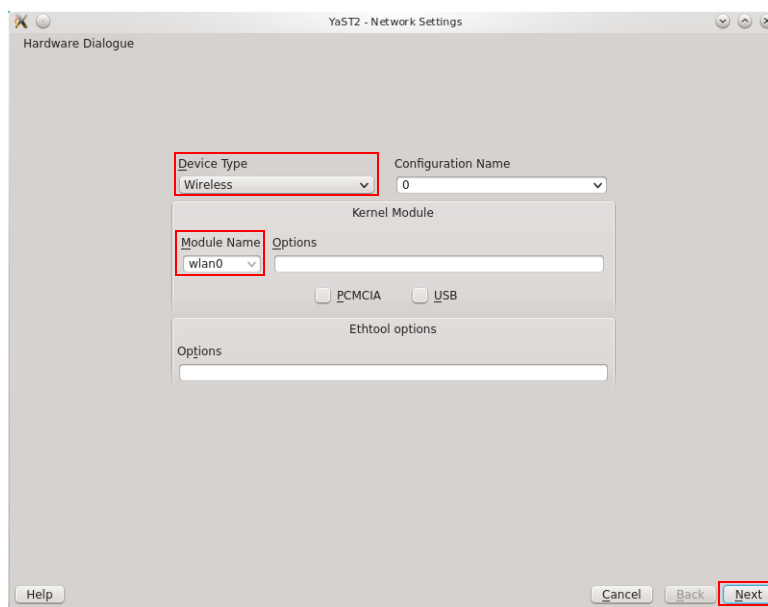 YaST2 - Network Settings
Hardware Dialogue
Device Type Configuration Name
Wireless 0
Kernel Module
Module Name Options
wlan0
PCMCIA USB
Ethtool options
Options
Help Cancel Back Next